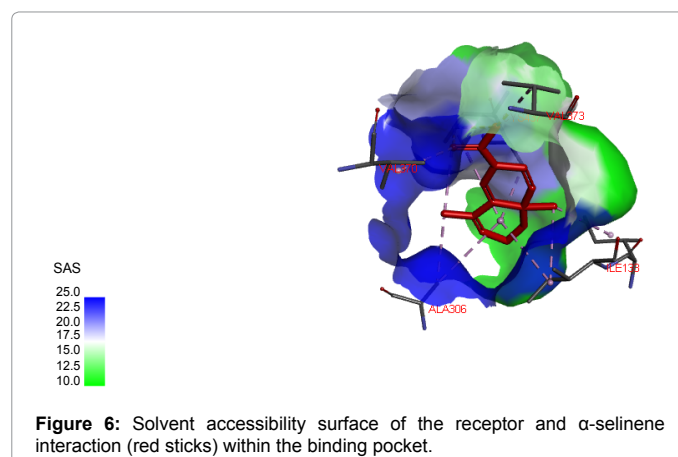 SAS
25.0
22.5
20.0
17.5
15.0
12.5
10.0
ALA306
Figure 6: Solvent accessibility surface of the receptor and α-selinene
interaction (red sticks) within the binding pocket.